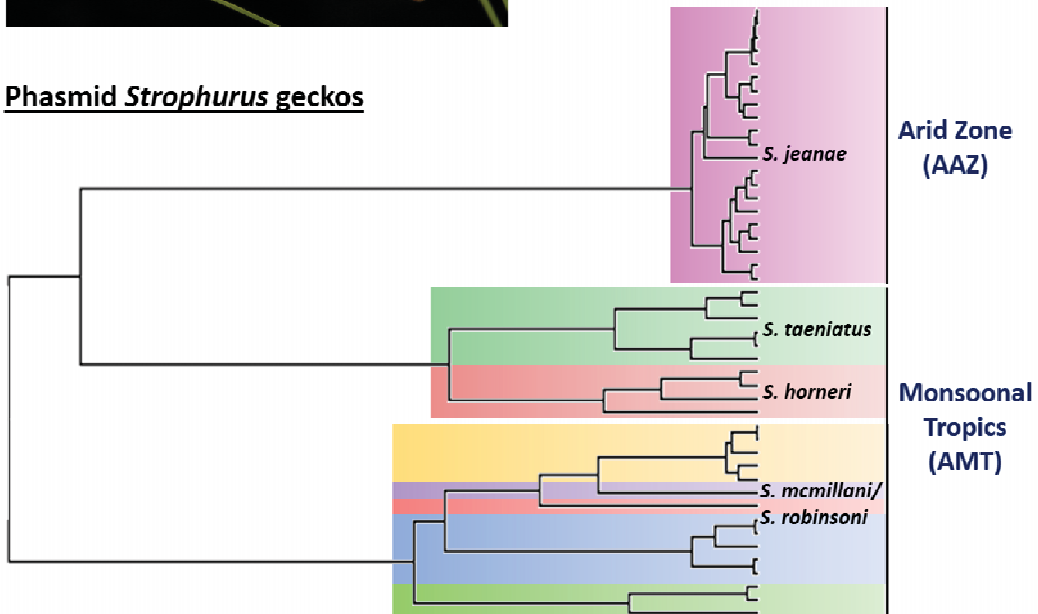 Phasmid Strophurus geckos
Arid Zone
(AAZ)
S. jeanae
S. taeniatus
S. horneri
Monsoonal
Tropics
(AMT)
S. mcmillani/
S. robinsoni